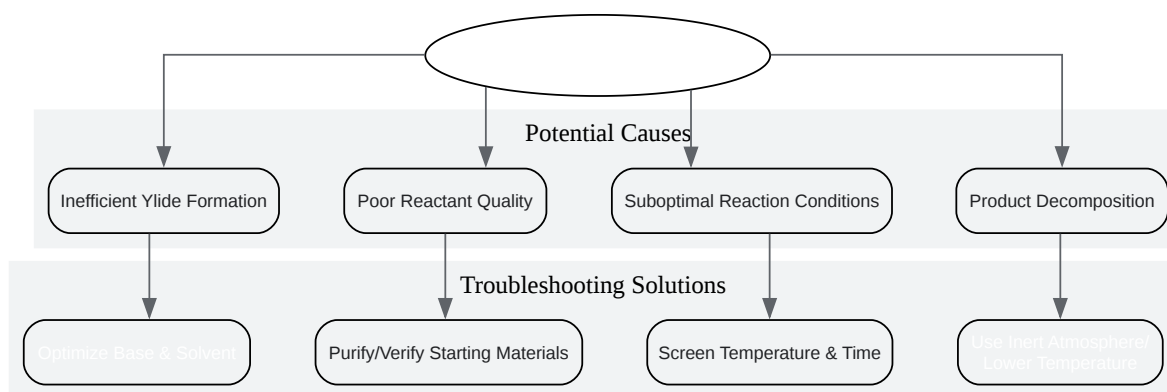 Potential Causes
Inefficient Ylide Formation
Poor Reactant Quality
Suboptimal Reaction Conditions
Product Decomposition
Troubleshooting Solutions
Optimize Base & Solvent
Purify/Verify Starting Materials
Screen Temperature & Time
Use Inert Atmosphere/
Lower Temperature